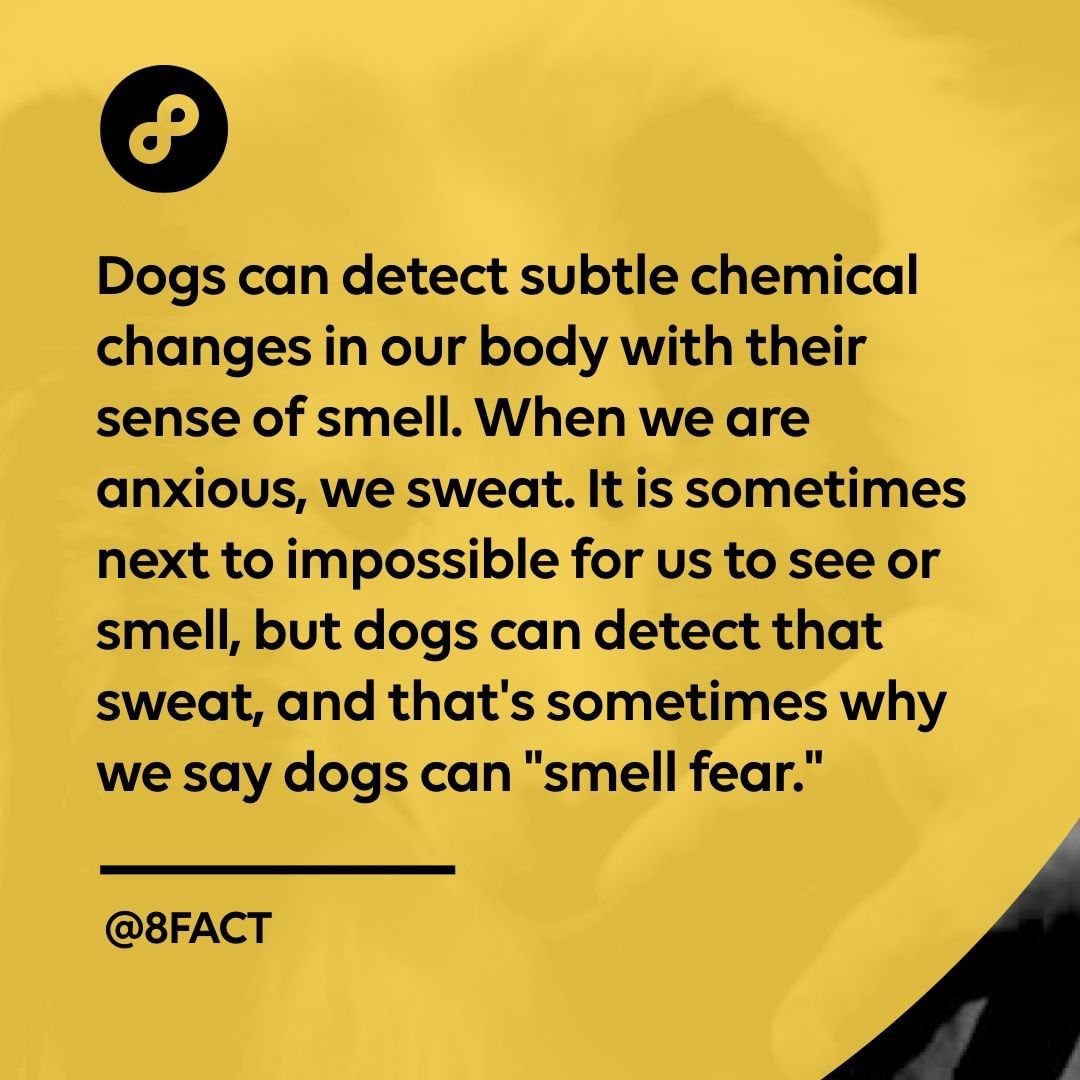 Dogs can detect subtle chemical
changes in our body with their
sense of smell. When we are
anxious, we sweat. It is sometimes
next to impossible for us to see or
smell, but dogs can detect that
sweat, and that's sometimes why
we say dogs can "smell fear."
@8FACT